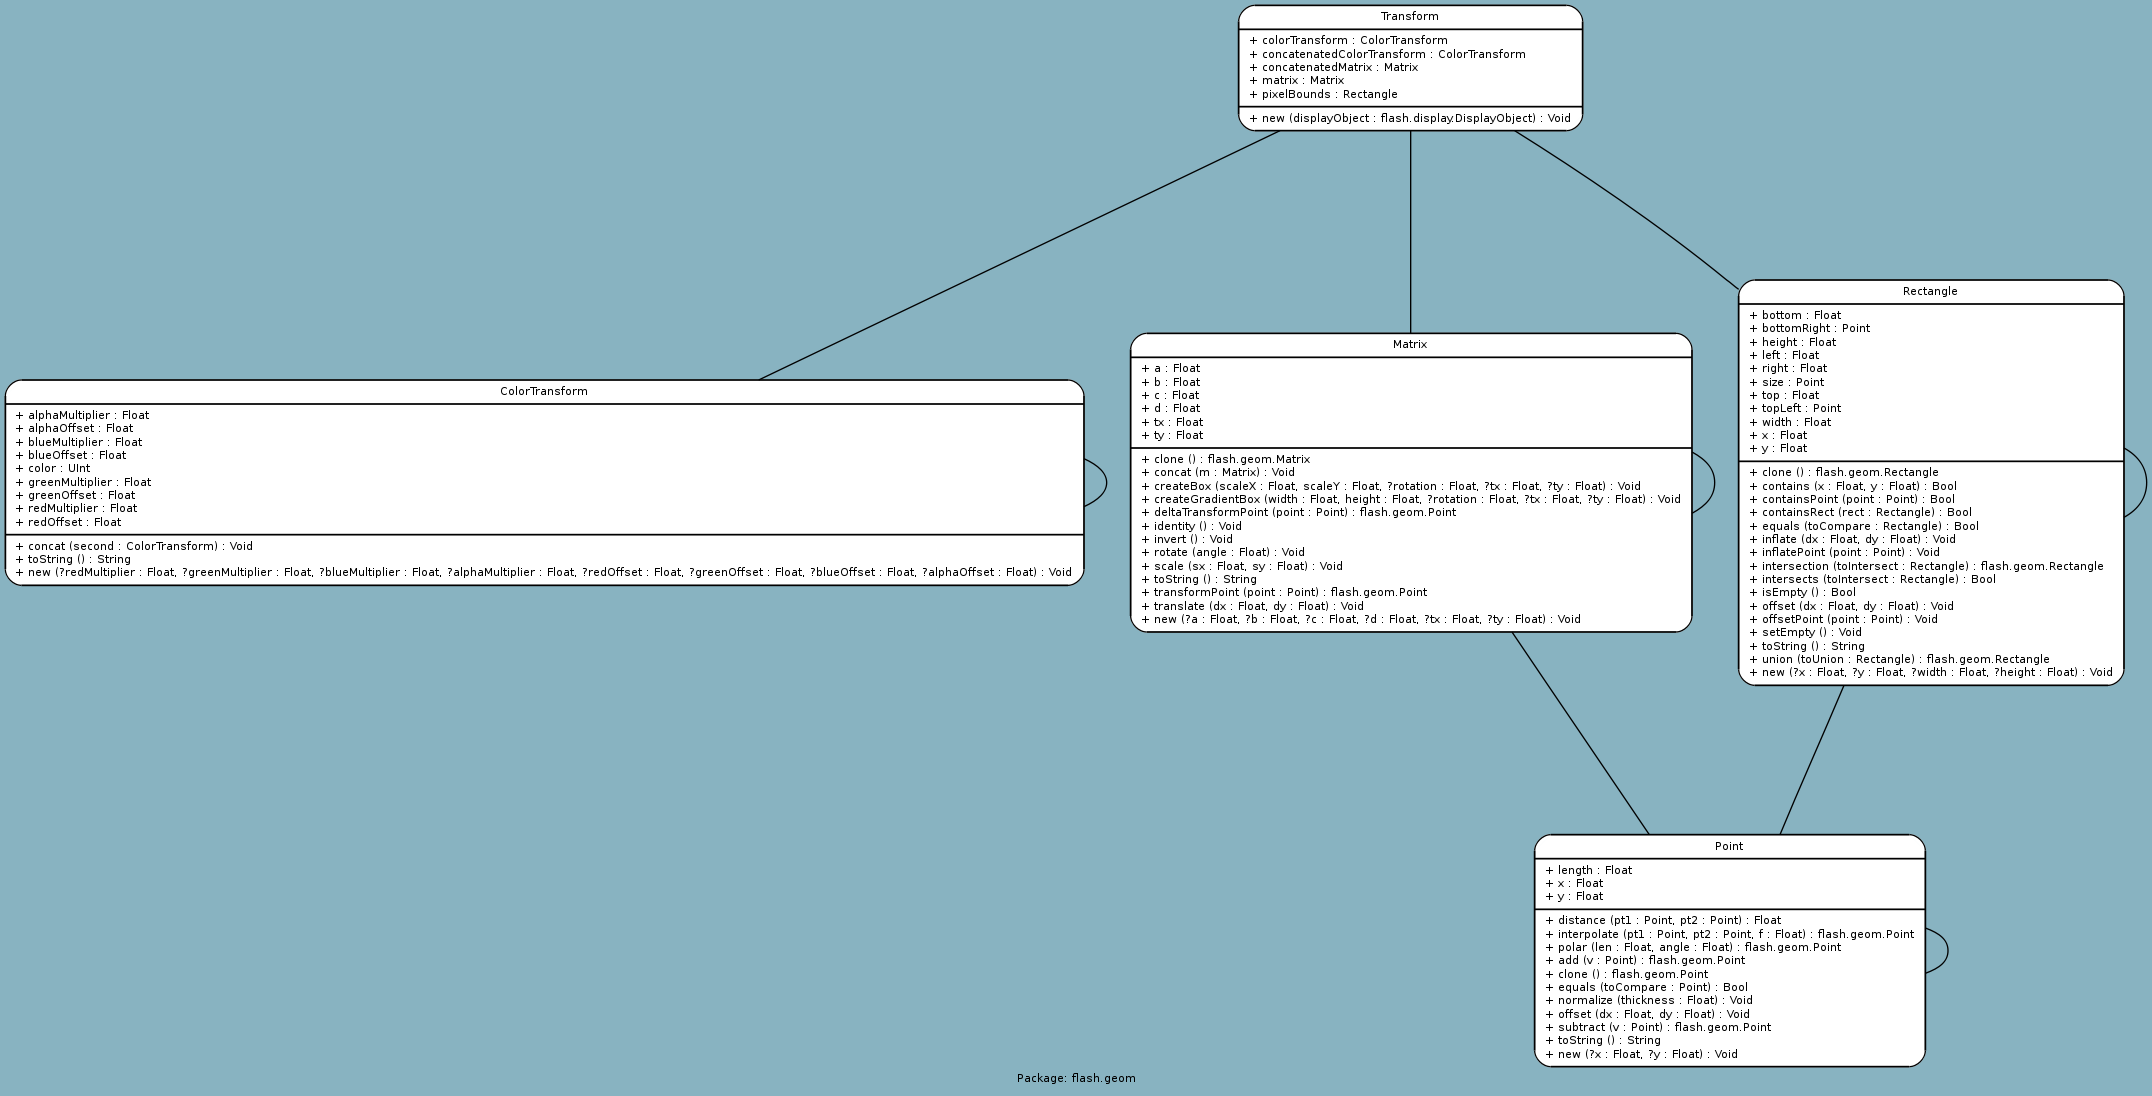 Transform
+ colorTransform : ColorTransform
+ concatenatedColorTransform : ColorTransform
+ concatenatedMatrix : Matrix
+ matrix : Matrix
+ pixelBounds : Rectangle
+ new (displayObject : flash.display.DisplayObject) : Void
ColorTransform
+ alphaMultiplier : Float
+ alphaOffset : Float
+ blueMultiplier : Float
+ blueOffset : Float
+ color : UInt
+ greenMultiplier : Float
+ greenOffset : Float
+ redMultiplier : Float
+ redOffset : Float
+ concat (second : ColorTransform) : Void
+ toString () : String
+ new (?redMultiplier : Float, ?greenMultiplier : Float, ?blueMultiplier : Float, ?alphaMultiplier : Float, ?redOffset : Float, ?greenOffset : Float, ?blueOffset : Float, ?alphaOffset : Float) : Void
Matrix
+ a : Float
+ b : Float
+ c : Float
+ d : Float
+ tx : Float
+ ty : Float
+ clone () : flash.geom.Matrix
+ concat (m : Matrix) : Void
+ createBox (scaleX : Float, scaleY : Float, ?rotation : Float, ?tx : Float, ?ty : Float) : Void
+ createGradientBox (width : Float, height : Float, ?rotation : Float, ?tx : Float, ?ty : Float) : Void
+ deltaTransformPoint (point : Point) : flash.geom.Point
+ identity () : Void
+ invert () : Void
+ rotate (angle : Float) : Void
+ scale (sx : Float, sy : Float) : Void
+ toString () : String
+ transformPoint (point : Point) : flash.geom.Point
+ translate (dx : Float, dy : Float) : Void
+ new (?a : Float, ?b : Float, ?c : Float, ?d : Float, ?tx : Float, ?ty : Float) : Void
Rectangle
+ bottom : Float
+ bottomRight : Point
+ height : Float
+ left : Float
+ right : Float
+ size : Point
+ top : Float
+ topLeft : Point
+ width : Float
+ x : Float
+ y : Float
+ clone () : flash.geom.Rectangle
+ contains (x : Float, y : Float) : Bool
+ containsPoint (point : Point) : Bool
+ containsRect (rect : Rectangle) : Bool
+ equals (toCompare : Rectangle) : Bool
+ inflate (dx : Float, dy : Float) : Void
+ inflatePoint (point : Point) : Void
+ intersection (toIntersect : Rectangle) : flash.geom.Rectangle
+ intersects (toIntersect : Rectangle) : Bool
+ isEmpty () : Bool
+ offset (dx : Float, dy : Float) : Void
+ offsetPoint (point : Point) : Void
+ setEmpty () : Void
+ toString () : String
+ union (toUnion : Rectangle) : flash.geom.Rectangle
+ new (?x : Float, ?y : Float, ?width : Float, ?height : Float) : Void
Point
+ length : Float
+ x : Float
+ y : Float
+ distance (pt1 : Point, pt2 : Point) : Float
+ interpolate (pt1 : Point, pt2 : Point, f : Float) : flash.geom.Point
+ polar (len : Float, angle : Float) : flash.geom.Point
+ add (v : Point) : flash.geom.Point
+ clone () : flash.geom.Point
+ equals (toCompare : Point) : Bool
+ normalize (thickness : Float) : Void
+ offset (dx : Float, dy : Float) : Void
+ subtract (v : Point) : flash.geom.Point
+ toString () : String
+ new (?x : Float, ?y : Float) : Void
Package: flash.geom